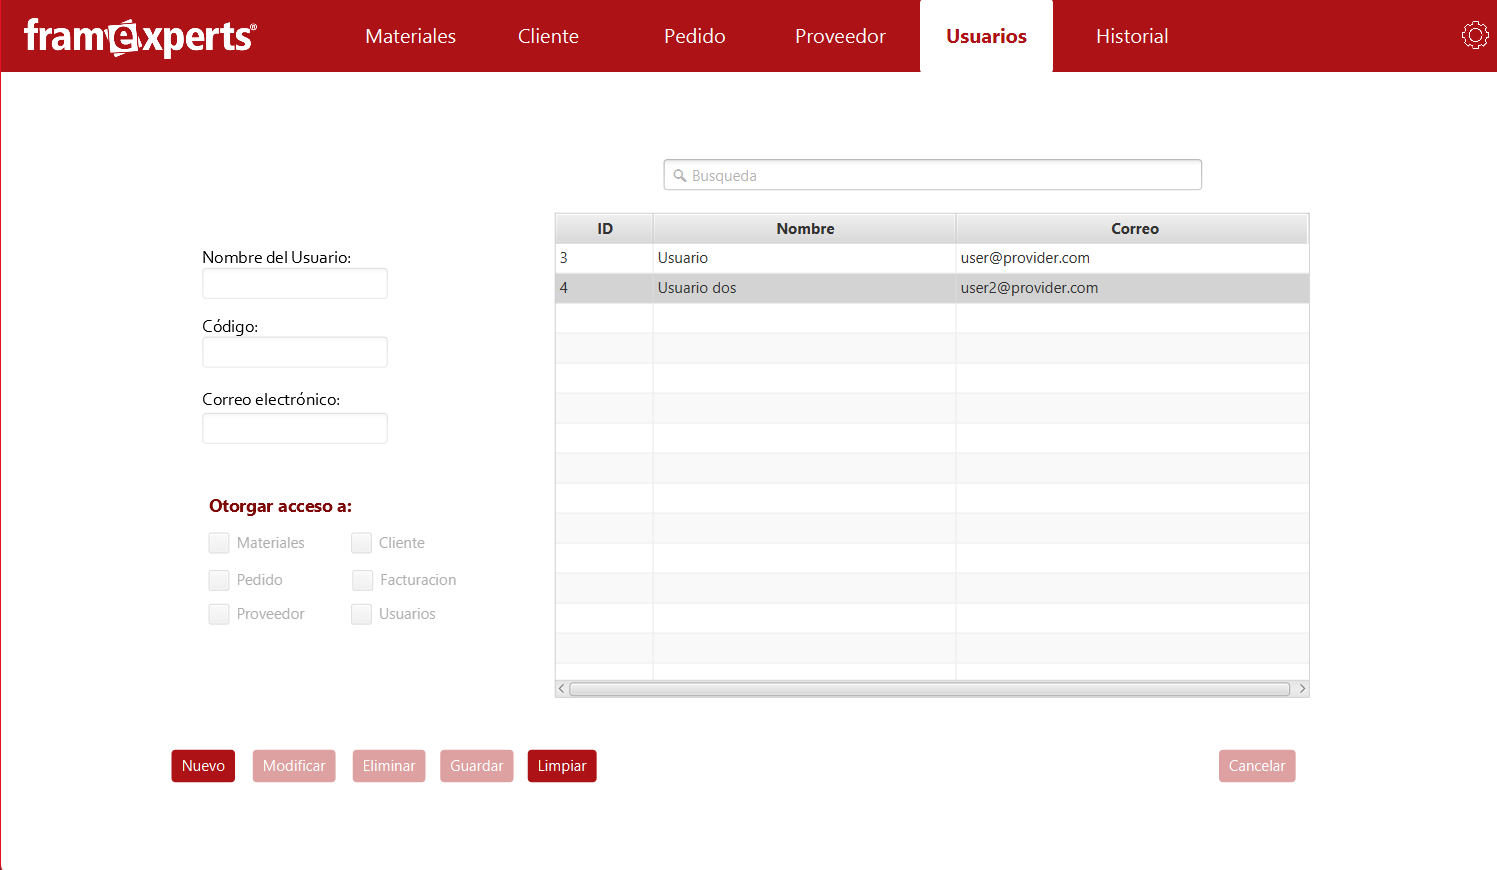 framexperts®
Materiales Cliente Pedido Proveedor Usuarios Historial
Busqueda
ID Nombre Correo
3 Usuario user@provider.com
4 Usuario dos user2@provider.com
Nombre del Usuario:
Código:
Correo electrónico:
Otorgar acceso a:
Materiales Cliente
Pedido Facturacion
Proveedor Usuarios
Nuevo Modificar Eliminar Guardar Limpiar Cancelar